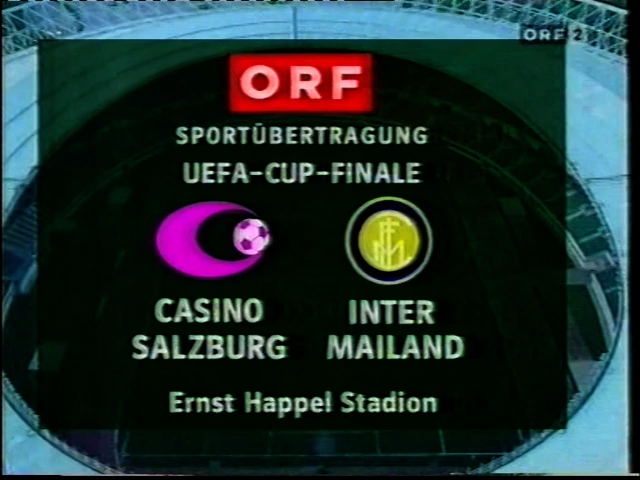 ORF 2
ORF
SPORTÜBERTRAGUNG
UEFA-CUP-FINALE
CASINO INTER
SALZBURG MAILAND
Ernst Happel Stadion